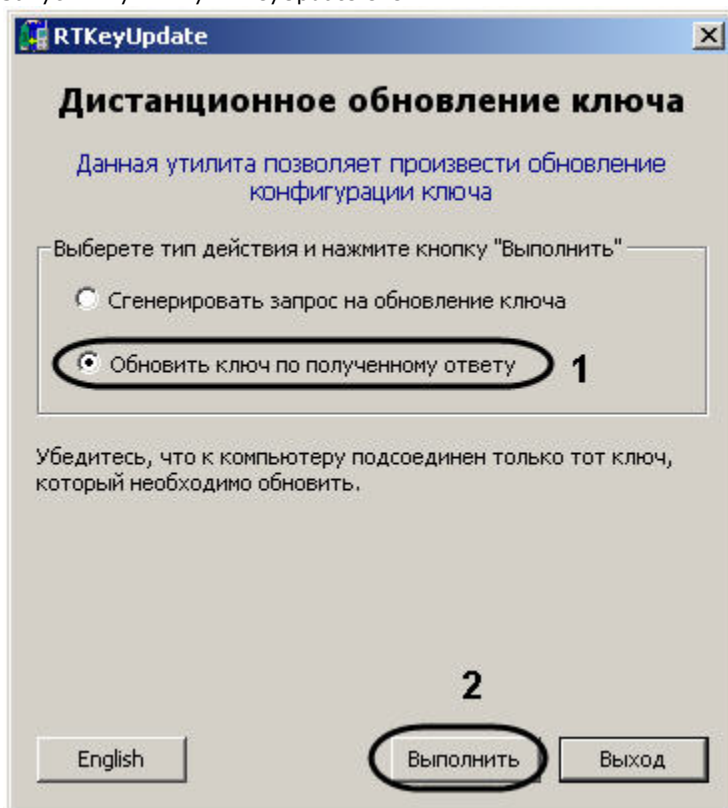 RTKeyUpdate
Дистанционное обновление ключа
Данная утилита позволяет произвести обновление
конфигурации ключа
Выберете тип действия и нажмите кнопку "Выполнить"
Сгенерировать запрос на обновление ключа
Обновить ключ по полученному ответу 1
Убедитесь, что к компьютеру подсоединен только тот ключ,
который необходимо обновить.
2
English Выполнить Выход